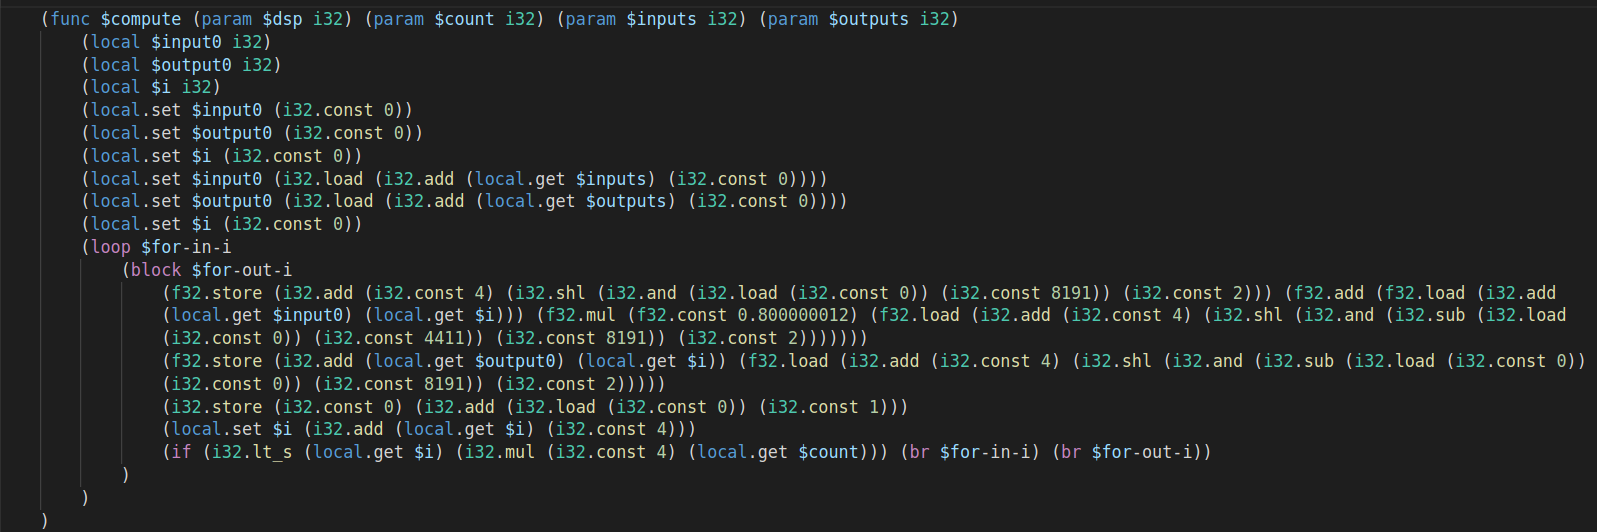 (func $compute (param $dsp i32) (param $count i32) (param $inputs i32) (param $outputs i32)
(local $input0 i32)
(local $output0 i32)
(local $i i32)
(local.set $input0 (i32.const 0))
(local.set $output0 (i32.const 0))
(local.set $i (i32.const 0))
(local.set $input0 (i32.load (i32.add (local.get $inputs) (i32.const 0))))
(local.set $output0 (i32.load (i32.add (local.get $outputs) (i32.const 0))))
(local.set $i (i32.const 0))
(loop $for-in-i
(block $for-out-i
(f32.store (i32.add (i32.const 4) (i32.shl (i32.and (i32.load (i32.const 0)) (i32.const 8191)) (i32.const 2))) (f32.add (f32.load (i32.add
(local.get $input0) (local.get $i))) (f32.mul (f32.const 0.800000012) (f32.load (i32.add (i32.const 4) (i32.shl (i32.and (i32.sub (i32.load
(i32.const 0)) (i32.const 4411)) (i32.const 8191)) (i32.const 2)))))))
(f32.store (i32.add (local.get $output0) (local.get $i)) (f32.load (i32.add (i32.const 4) (i32.shl (i32.and (i32.sub (i32.load (i32.const 0))
(i32.const 0)) (i32.const 8191)) (i32.const 2)))))
(i32.store (i32.const 0) (i32.add (i32.load (i32.const 0)) (i32.const 1)))
(local.set $i (i32.add (local.get $i) (i32.const 4)))
(if (i32.lt_s (local.get $i) (i32.mul (i32.const 4) (local.get $count))) (br $for-in-i) (br $for-out-i))
)
)
)